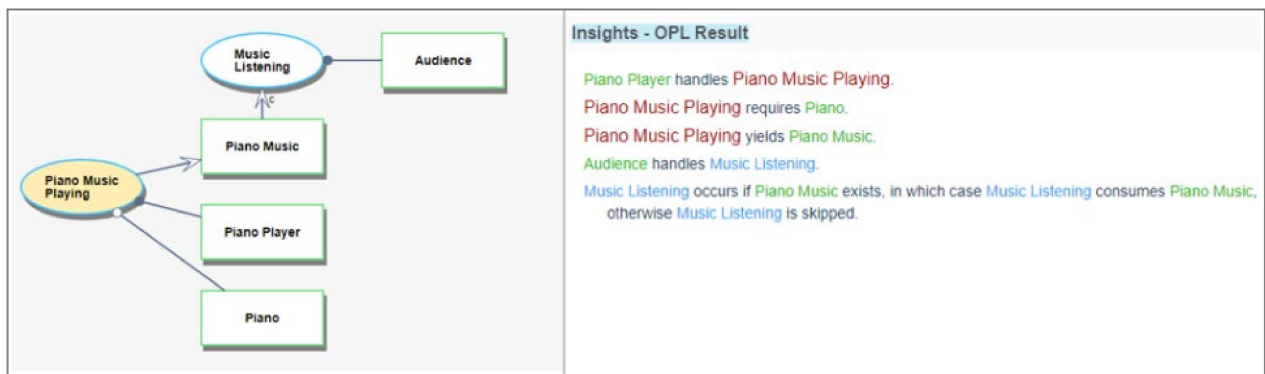 Music
Listening
Audience
c
Piano Music
Piano Music
Playing
Piano Player
Piano
Insights - OPL Result
Piano Player handles Piano Music Playing.
Piano Music Playing requires Piano.
Piano Music Playing yields Piano Music.
Audience handles Music Listening.
Music Listening occurs if Piano Music exists, in which case Music Listening consumes Piano Music,
otherwise Music Listening is skipped.